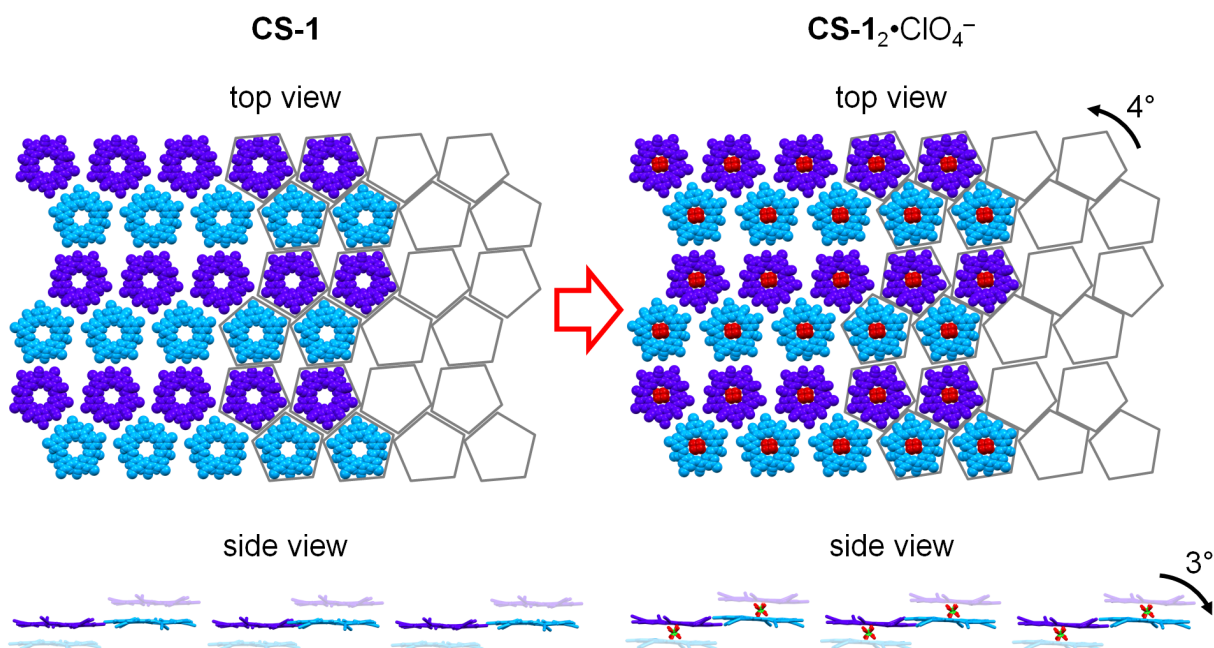 CS-1
top view
side view
CS-1₂•ClO₄⁻
top view
4°
side view
3°